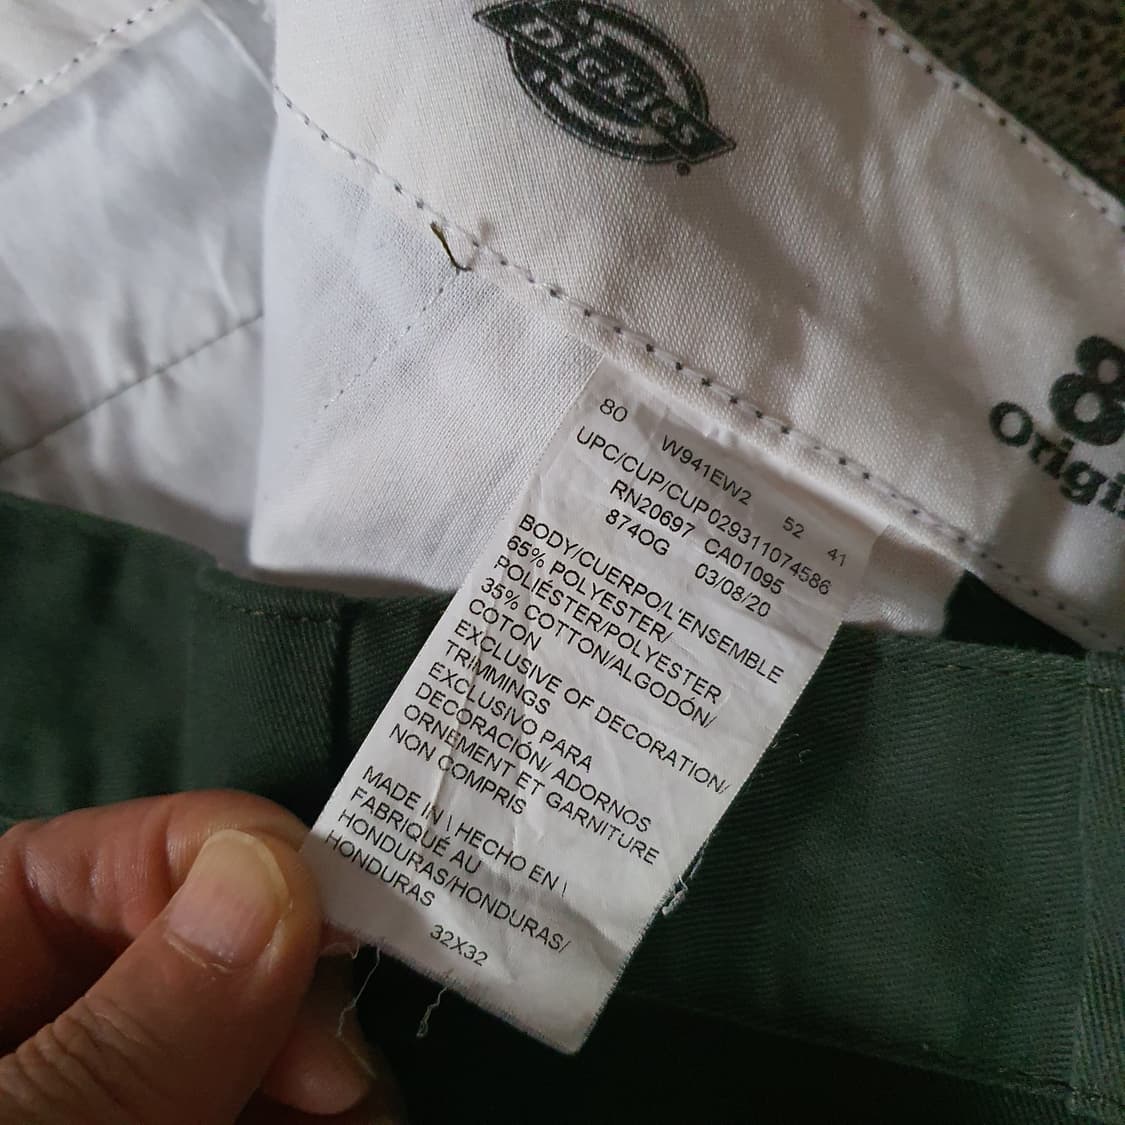 Dickies
8
Origi
80 W941EW2 52 41
UPC/CUP/CUP029311074586
RN20697 CA01095
874OG 03/08/20
BODY/CUERPO/L'ENSEMBLE
65% POLYESTER/
POLIÉSTER/POLYESTER
35% COTTON/ALGODÓN/
COTON
EXCLUSIVE OF DECORATION/
TRIMMINGS
EXCLUSIVO PARA
DECORACIÓN/ ADORNOS
ORNEMENT ET GARNITURE
NON COMPRIS
MADE IN \ HECHO EN \
FABRIQUÉ AU
HONDURAS/HONDURAS/
HONDURAS
32X32